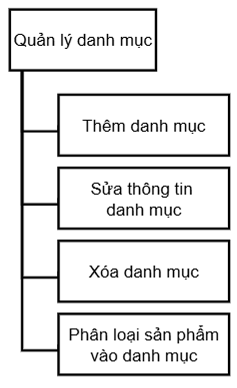 Quản lý danh mục
Thêm danh mục
Sửa thông tin
danh mục
Xóa danh mục
Phân loại sản phẩm
vào danh mục